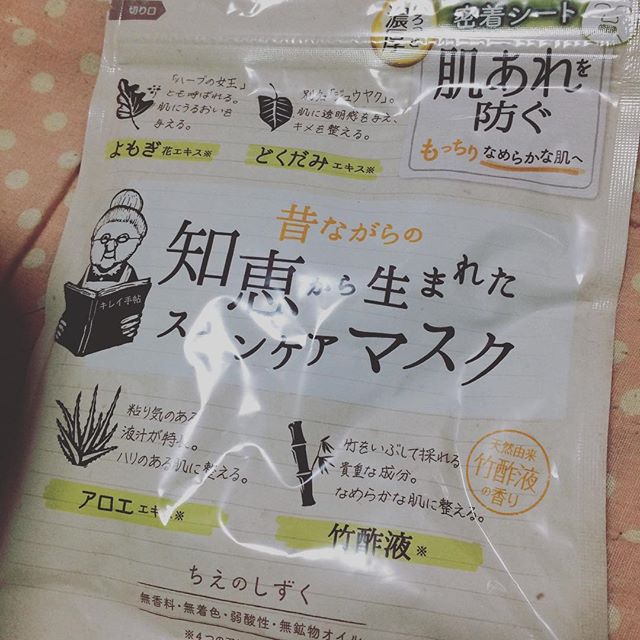 切り口
濃厚
密着シート
肌あれを
防ぐ
もっちりなめらかな肌へ
「ハーブの女王」
とも呼ばれる。
肌にうるおいを
与える。
よもぎ花エキス※
別名「ジュウヤク」。
肌に透明感を与え、
キメを整える。
どくだみエキス※
昔ながらの
知恵から生まれた
スキンケアマスク
キレイ手帖
粘り気のある
液汁が特長。
ハリのある肌に整える。
アロエエキス※
竹をいぶして採れる
貴重な成分。
なめらかな肌に整える。
竹酢液※
天然由来
竹酢液
の香り
ちえのしずく
無香料・無着色・弱酸性・無鉱物オイル